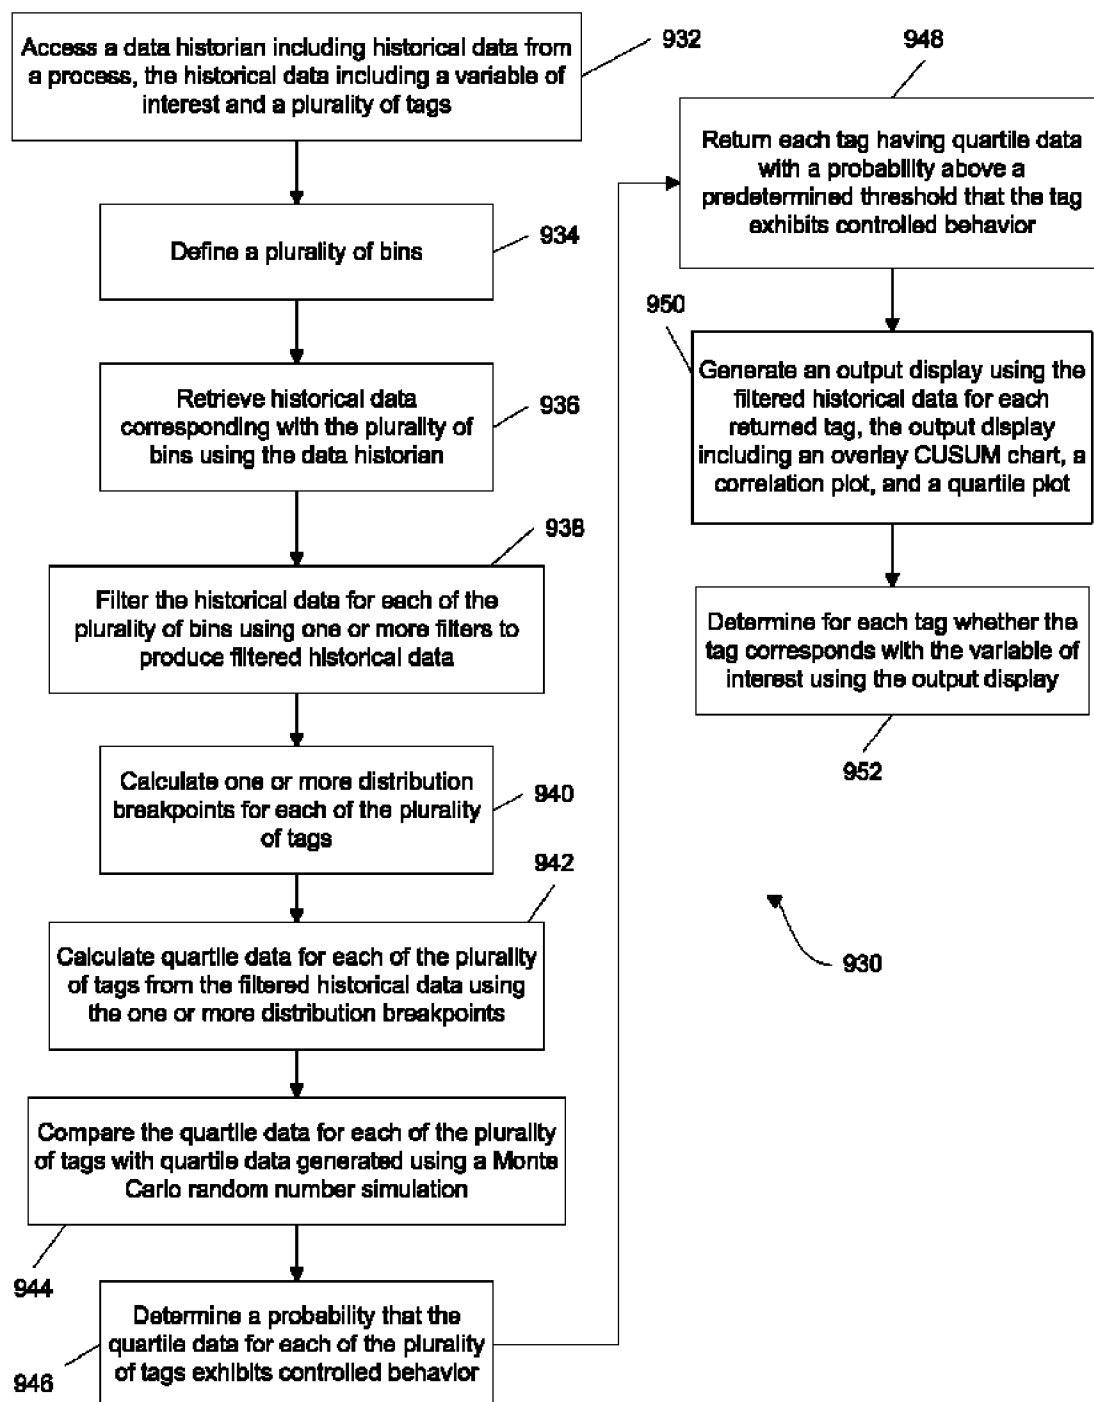 Access a data historian including historical data from
a process, the historical data including a variable of
interest and a plurality of tags
932
Define a plurality of bins
934
Retrieve historical data
corresponding with the plurality of
bins using the data historian
936
938
Filter the historical data for each of the
plurality of bins using one or more filters to
produce filtered historical data
Calculate one or more distribution
breakpoints for each of the plurality
of tags
940
942
Calculate quartile data for each of the plurality
of tags from the filtered historical data using
the one or more distribution breakpoints
Compare the quartile data for each of the plurality
of tags with quartile data generated using a Monte
Carlo random number simulation
944
Determine a probability that the
quartile data for each of the plurality
of tags exhibits controlled behavior
946
948
Return each tag having quartile data
with a probability above a
predetermined threshold that the tag
exhibits controlled behavior
950
Generate an output display using the
filtered historical data for each
returned tag, the output display
including an overlay CUSUM chart, a
correlation plot, and a quartile plot
Determine for each tag whether the
tag corresponds with the variable of
interest using the output display
952
930